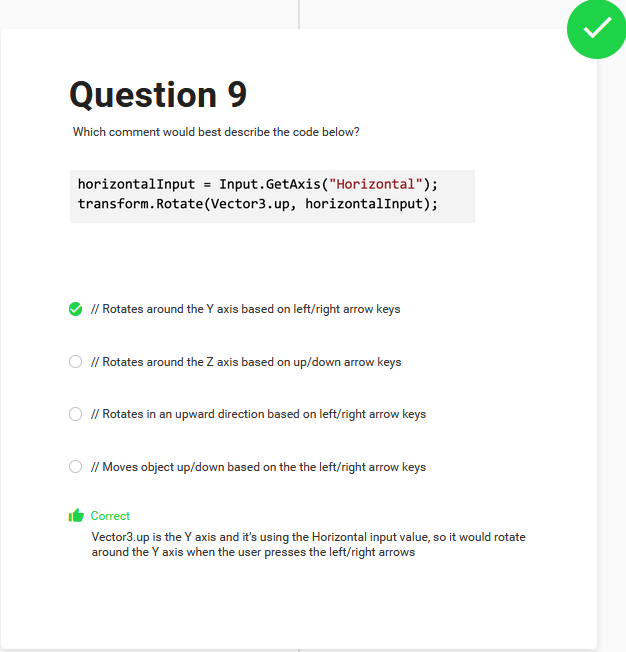 Question 9
Which comment would best describe the code below?
horizontalInput = Input.GetAxis("Horizontal");
transform.Rotate(Vector3.up, horizontalInput);
// Rotates around the Y axis based on left/right arrow keys
// Rotates around the Z axis based on up/down arrow keys
// Rotates in an upward direction based on left/right arrow keys
// Moves object up/down based on the the left/right arrow keys
Correct
Vector3.up is the Y axis and it's using the Horizontal input value, so it would rotate
around the Y axis when the user presses the left/right arrows